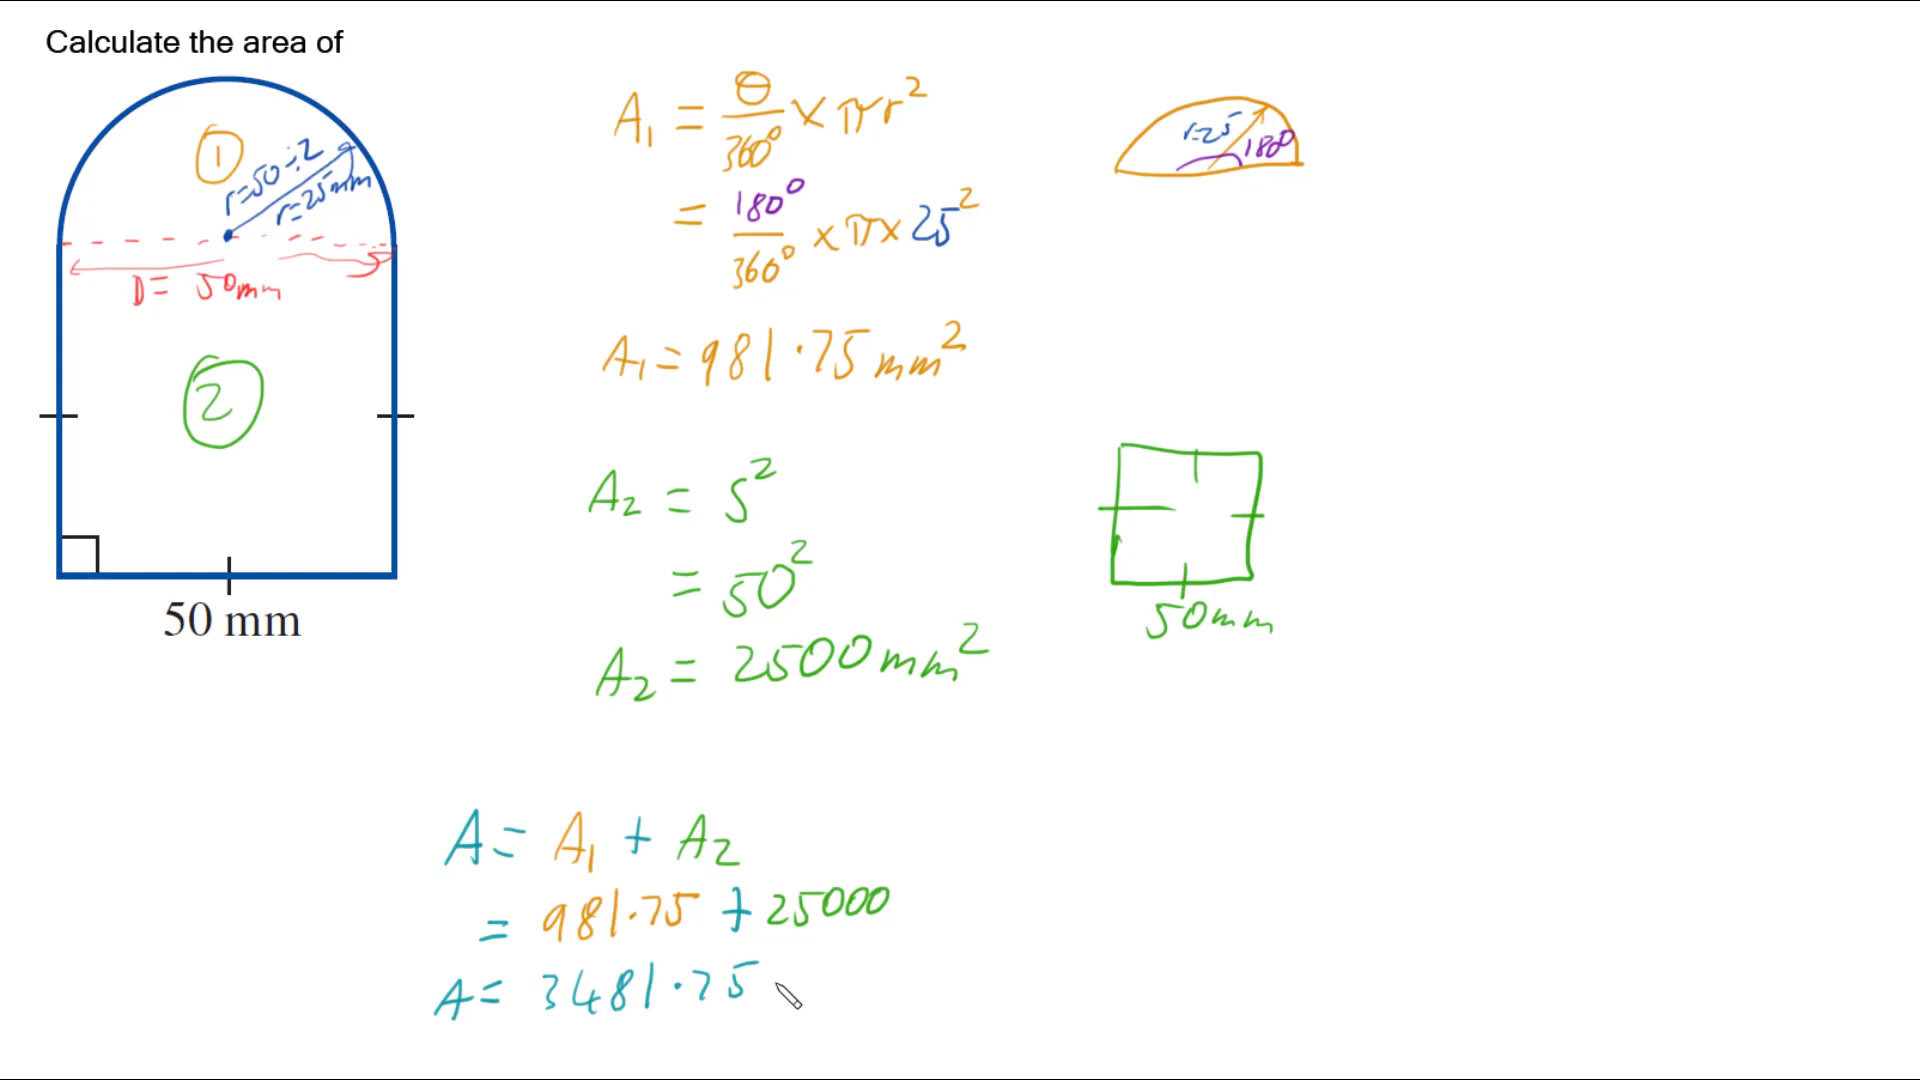 Calculate the area of
1
r=50÷2
r=25mm
D= 50mm
2
50 mm
A₁ = θ/360° × πr²
= 180°/360° × π × 25²
A₁ = 981.75 mm²
r=25
180°
A₂ = s²
= 50²
A₂ = 2500 mm²
50mm
A = A₁ + A₂
= 981.75 + 25000
A = 3481.75